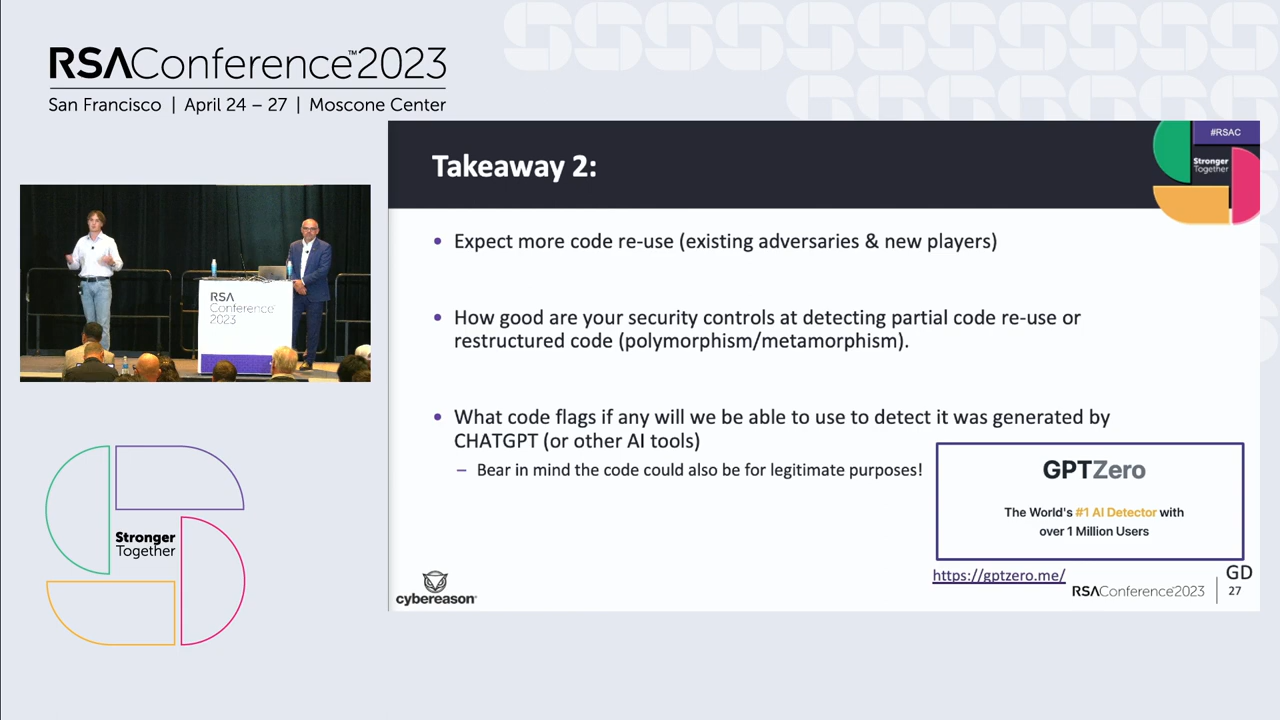 RSAConference™2023
San Francisco | April 24 – 27 | Moscone Center
#RSAC
Stronger
Together
Takeaway 2:
• Expect more code re-use (existing adversaries & new players)
• How good are your security controls at detecting partial code re-use or
restructured code (polymorphism/metamorphism).
• What code flags if any will we be able to use to detect it was generated by
CHATGPT (or other AI tools)
– Bear in mind the code could also be for legitimate purposes!
GPTZero
The World's #1 AI Detector with
over 1 Million Users
https://gptzero.me/
GD
cybereason
RSAConference2023
27
RSA
Conference
2023
Stronger
Together